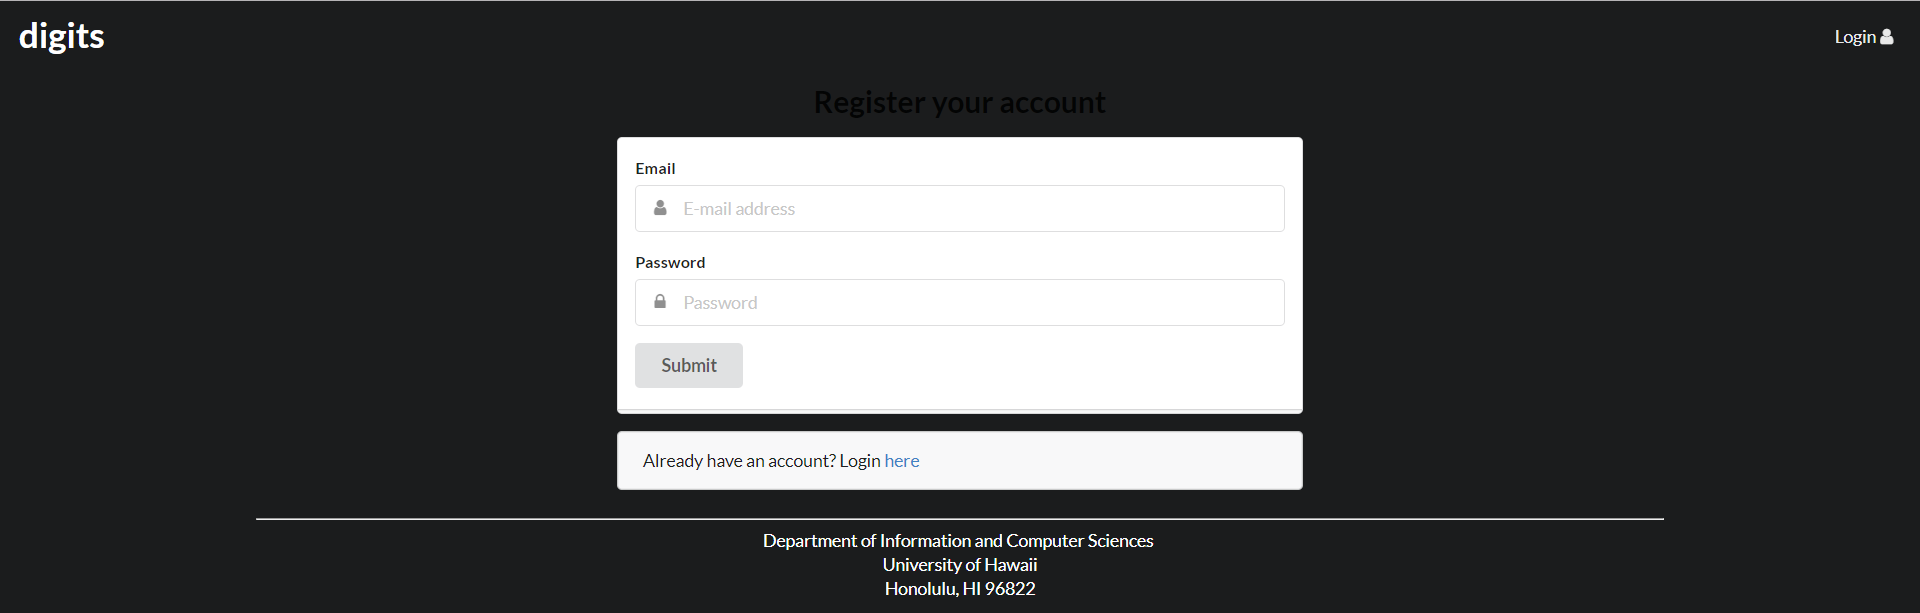 digits
Login
Register your account
Email
E-mail address
Password
Password
Submit
Already have an account? Login here
Department of Information and Computer Sciences
University of Hawaii
Honolulu, HI 96822